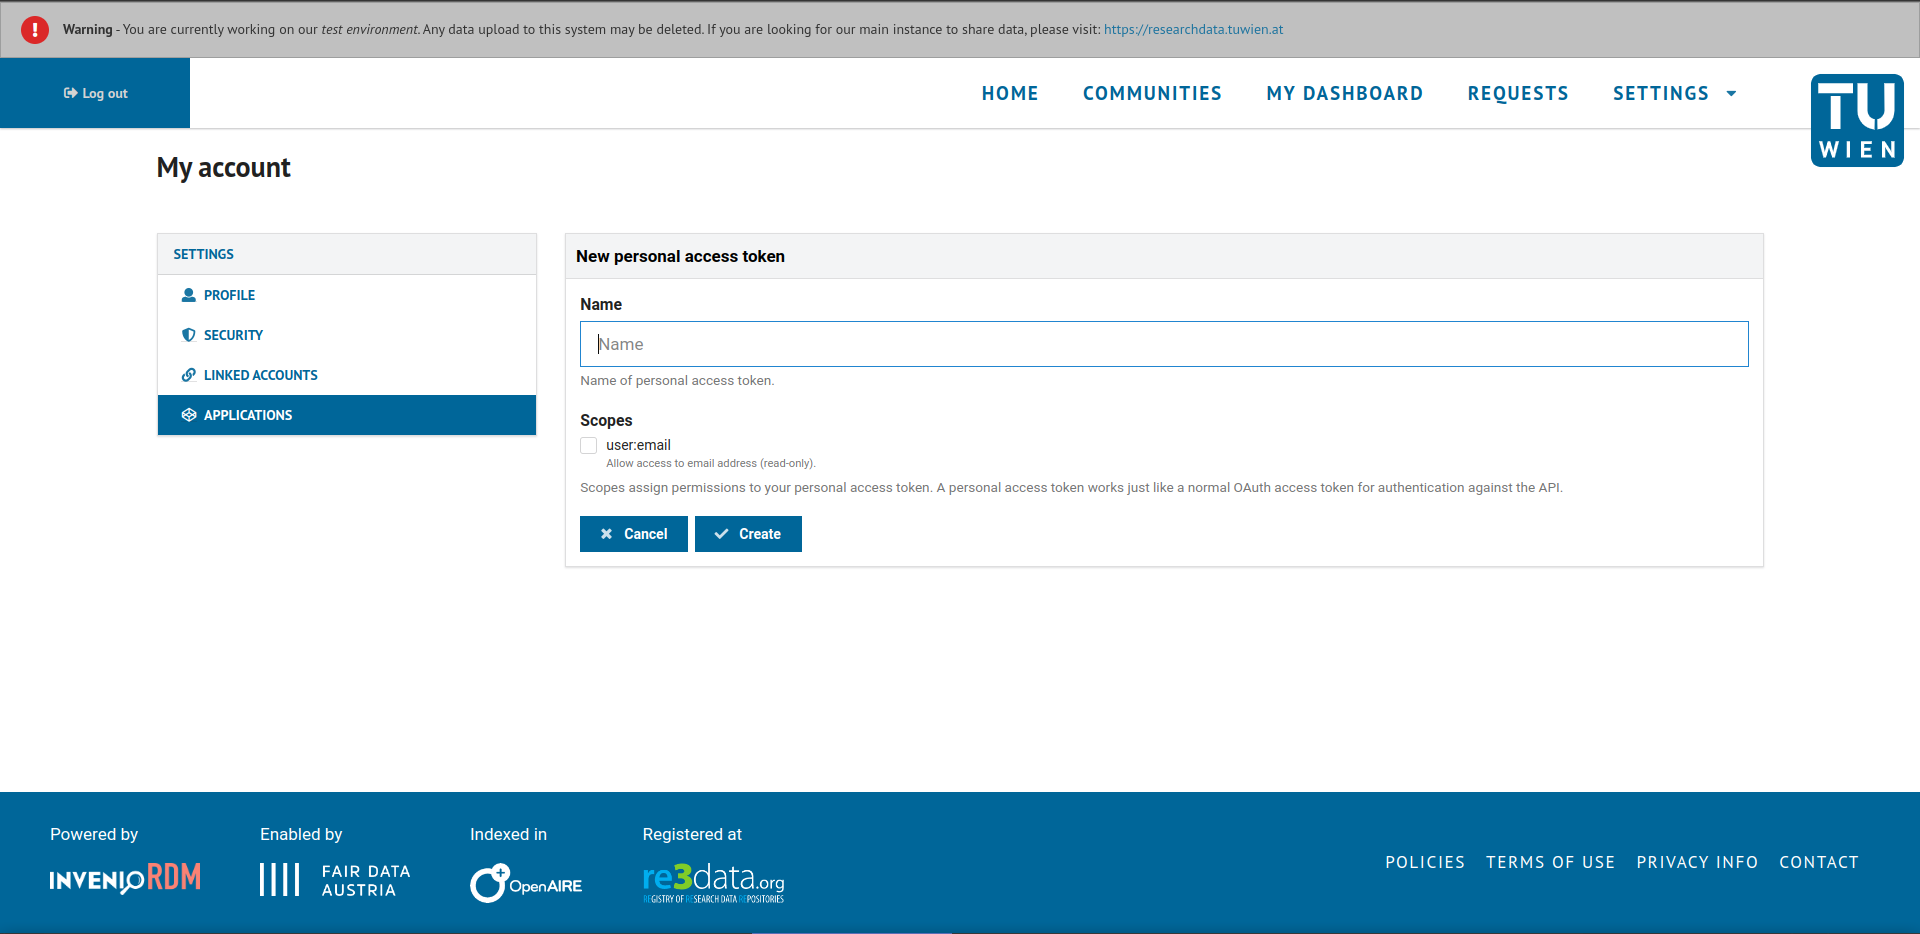 Warning - You are currently working on our test environment. Any data upload to this system may be deleted. If you are looking for our main instance to share data, please visit: https://researchdata.tuwien.at
Log out
HOME COMMUNITIES MY DASHBOARD REQUESTS SETTINGS
TU
WIEN
My account
SETTINGS
PROFILE
SECURITY
LINKED ACCOUNTS
APPLICATIONS
New personal access token
Name
Name
Name of personal access token.
Scopes
user:email
Allow access to email address (read-only).
Scopes assign permissions to your personal access token. A personal access token works just like a normal OAuth access token for authentication against the API.
Cancel Create
Powered by
INVENIORDM
Enabled by
FAIR DATA
AUSTRIA
Indexed in
OpenAIRE
Registered at
re3data.org
REGISTRY OF RESEARCH DATA REPOSITORIES
POLICIES TERMS OF USE PRIVACY INFO CONTACT